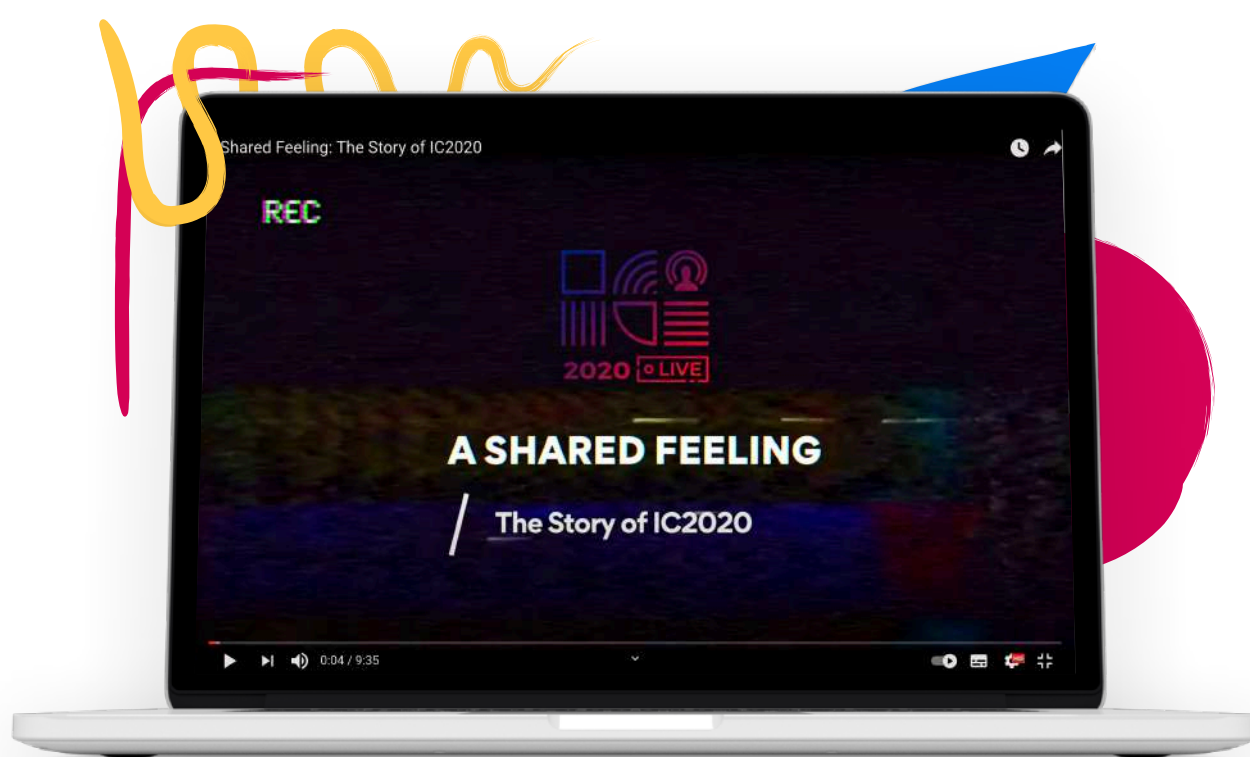 Shared Feeling: The Story of IC2020
REC
2020 LIVE
A SHARED FEELING
The Story of IC2020
0:04 / 9:35